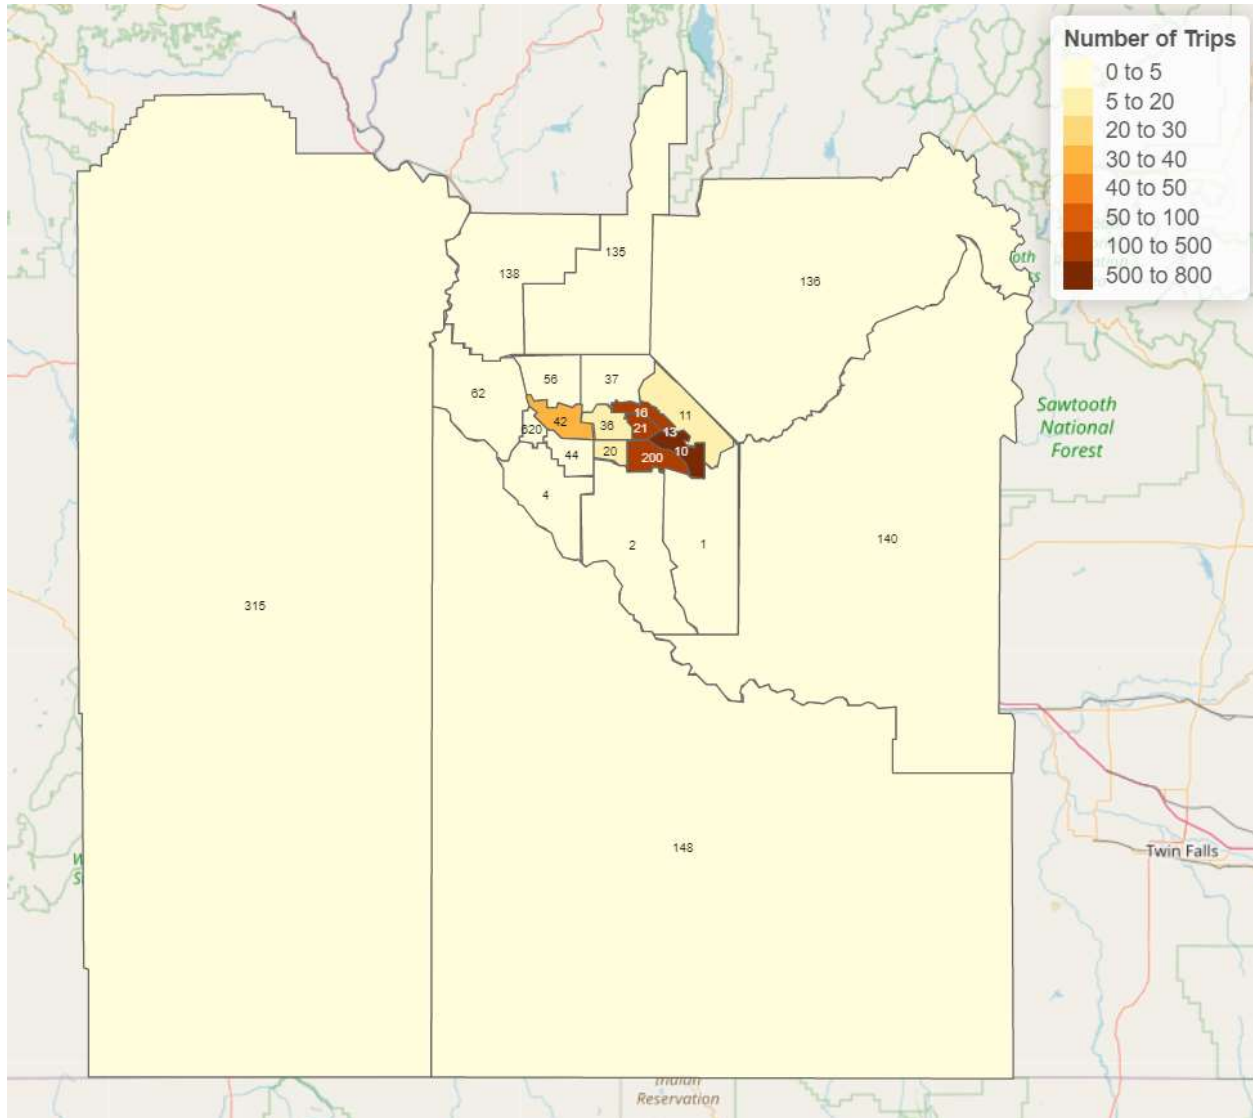 Number of Trips
0 to 5
5 to 20
20 to 30
30 to 40
40 to 50
50 to 100
100 to 500
500 to 800
135
138
136
56
37
62
11
16
42
36
21
13
620
10
20
200
44
4
2
1
140
315
148
Sawtooth
National
Forest
Twin Falls
Indian
Reservation